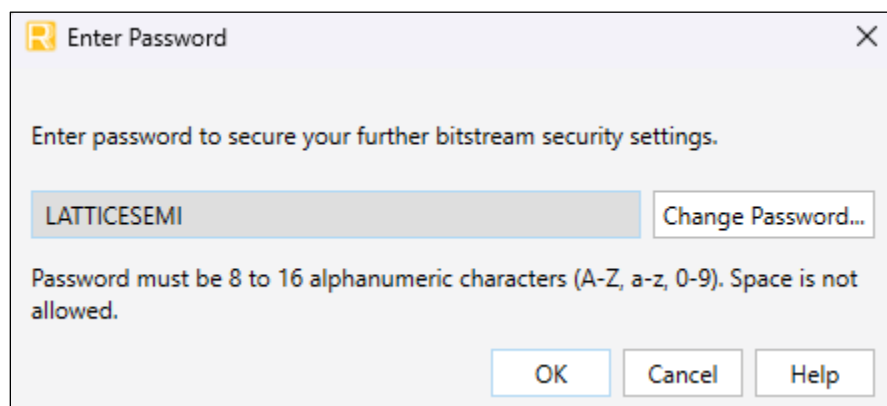 Enter Password
Enter password to secure your further bitstream security settings.
LATTICESEMI
Change Password...
Password must be 8 to 16 alphanumeric characters (A-Z, a-z, 0-9). Space is not
allowed.
OK
Cancel
Help